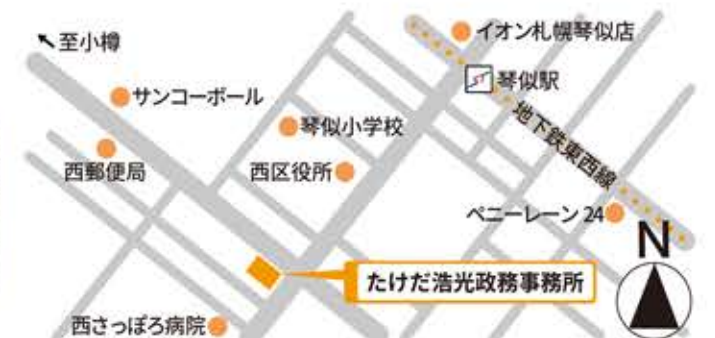 イオン札幌琴似店
至小樽
琴似駅
サンコーボール
地下鉄東西線
琴似小学校
西郵便局
西区役所
ペニーレーン24
N
たけだ浩光政務事務所
西さっぽろ病院